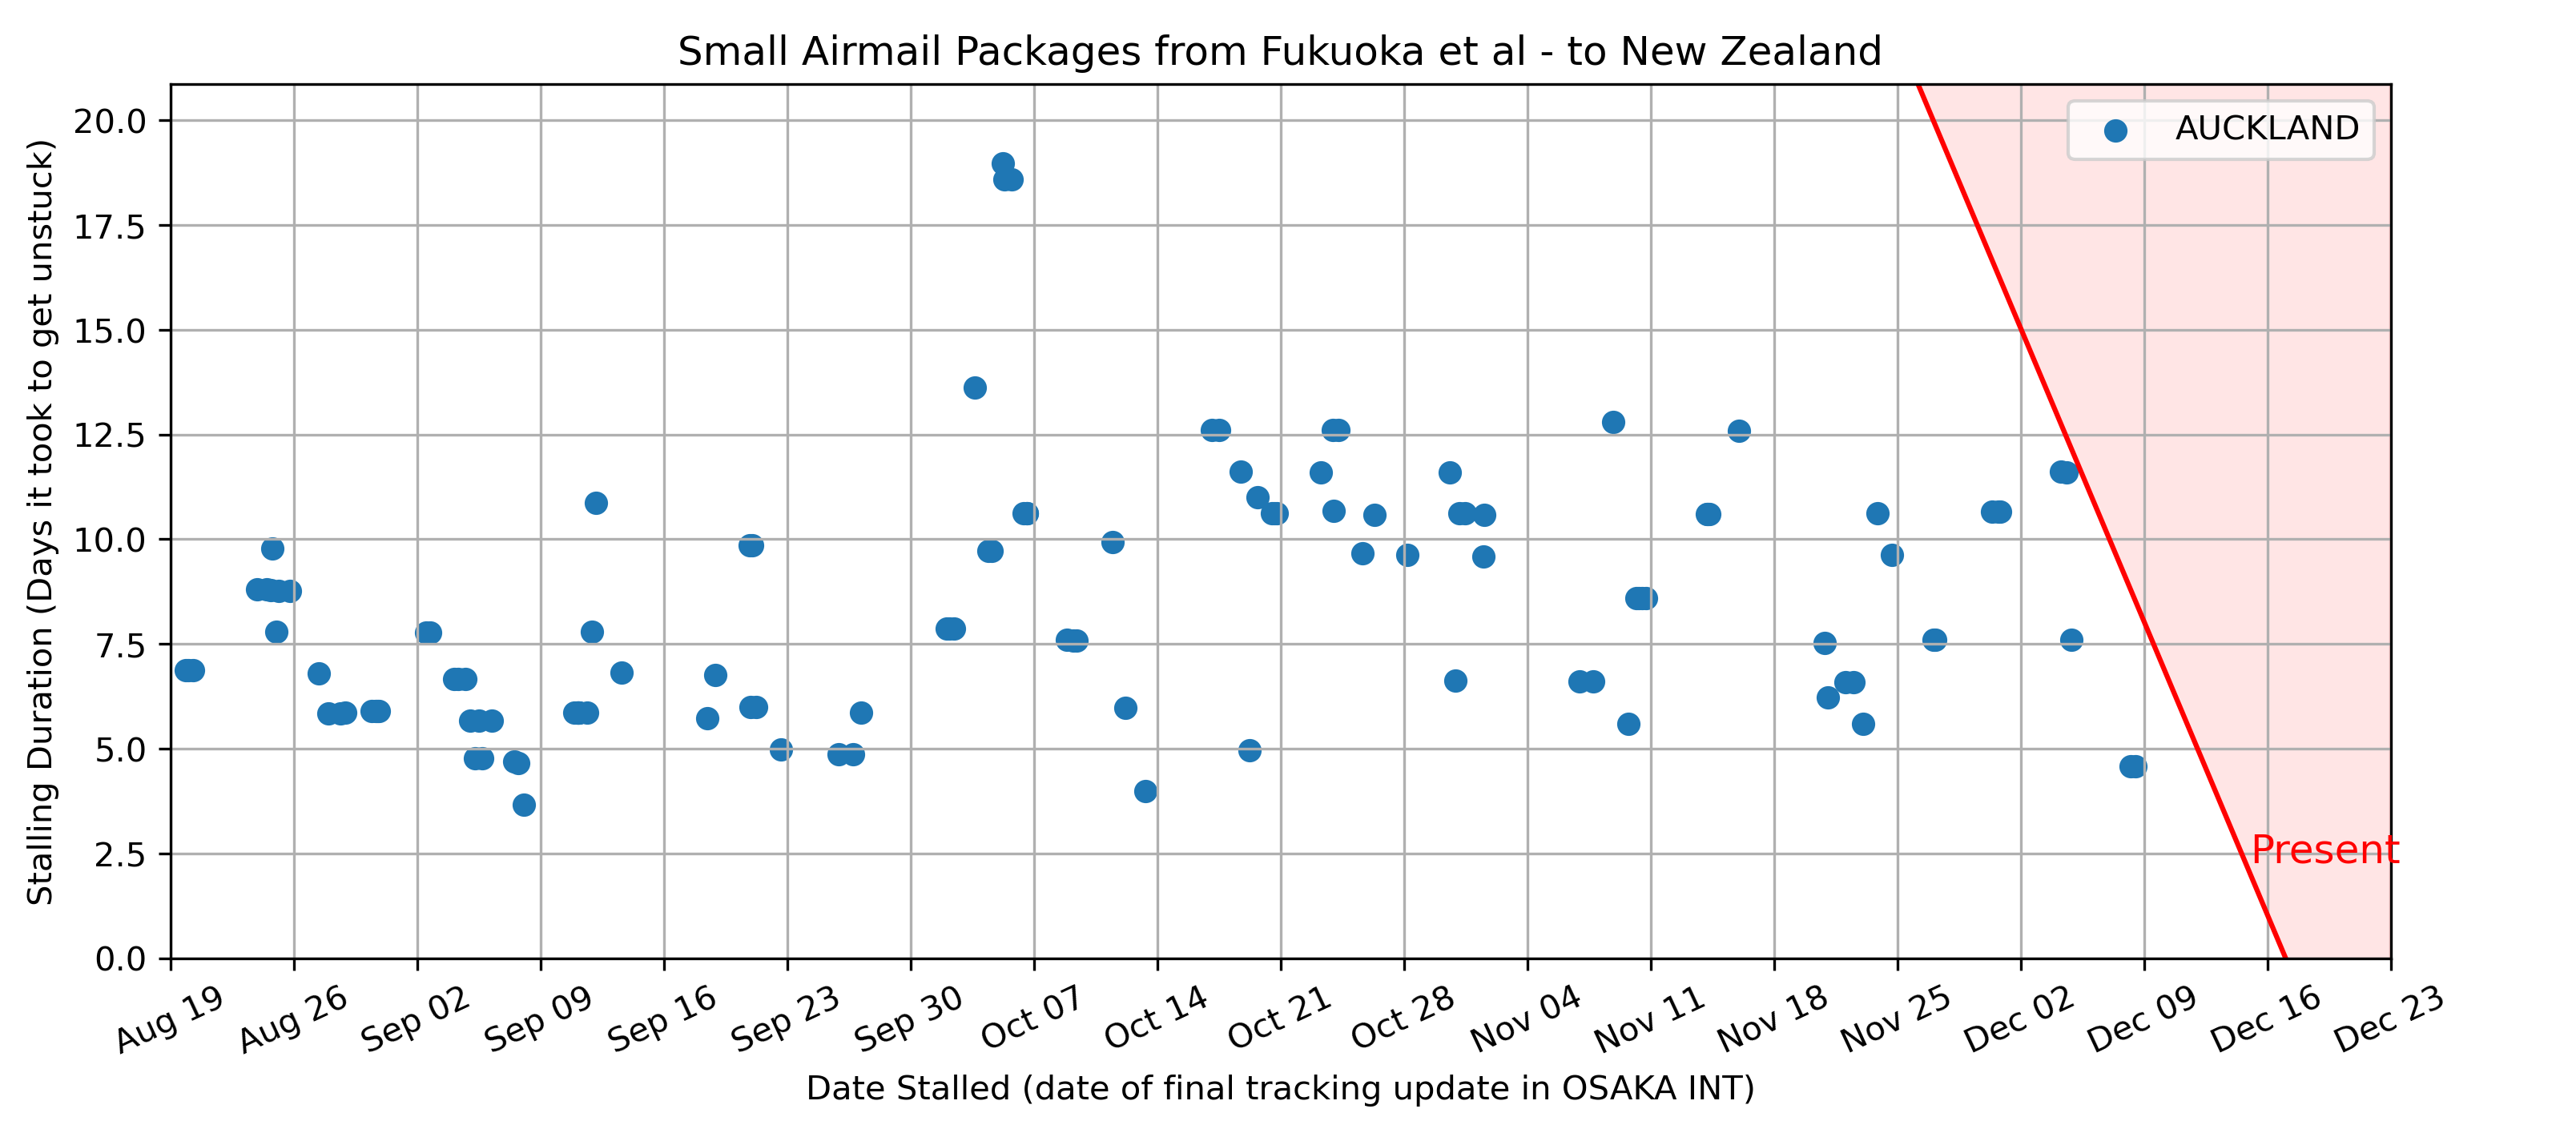 Small Airmail Packages from Fukuoka et al - to New Zealand
AUCKLAND
Stalling Duration (Days it took to get unstuck)
20.0
17.5
15.0
12.5
10.0
7.5
5.0
2.5
0.0
Present
Aug 19
Aug 26
Sep 02
Sep 09
Sep 16
Sep 23
Sep 30
Oct 07
Oct 14
Oct 21
Oct 28
Nov 04
Nov 11
Nov 18
Nov 25
Dec 02
Dec 09
Dec 16
Dec 23
Date Stalled (date of final tracking update in OSAKA INT)